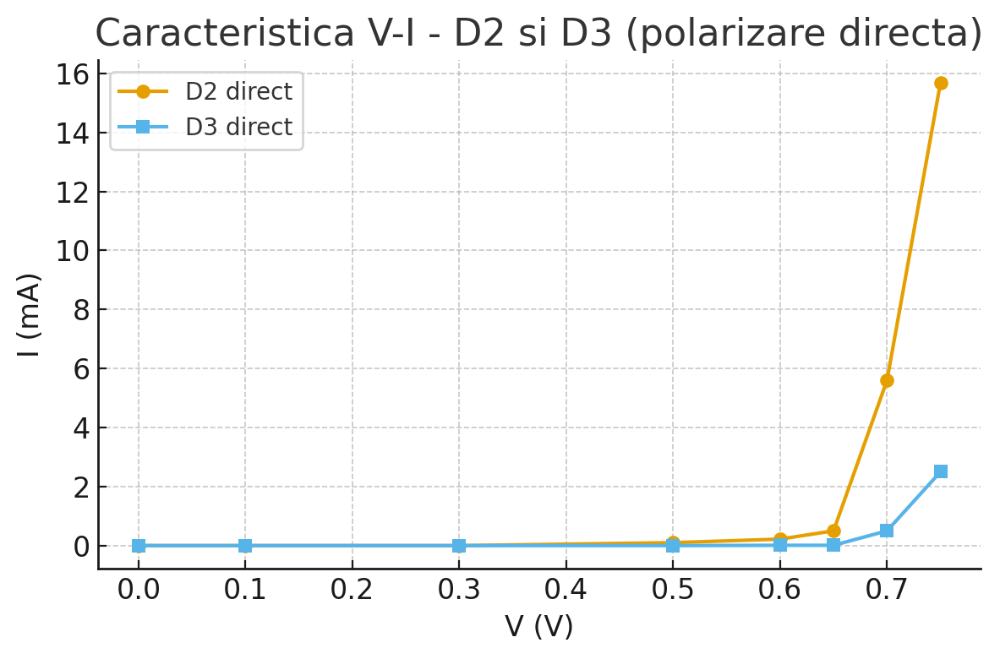 Caracteristica V-I - D2 si D3 (polarizare directa)
D2 direct
D3 direct
I (mA)
16
14
12
10
8
6
4
2
0
0.0 0.1 0.2 0.3 0.4 0.5 0.6 0.7
V (V)